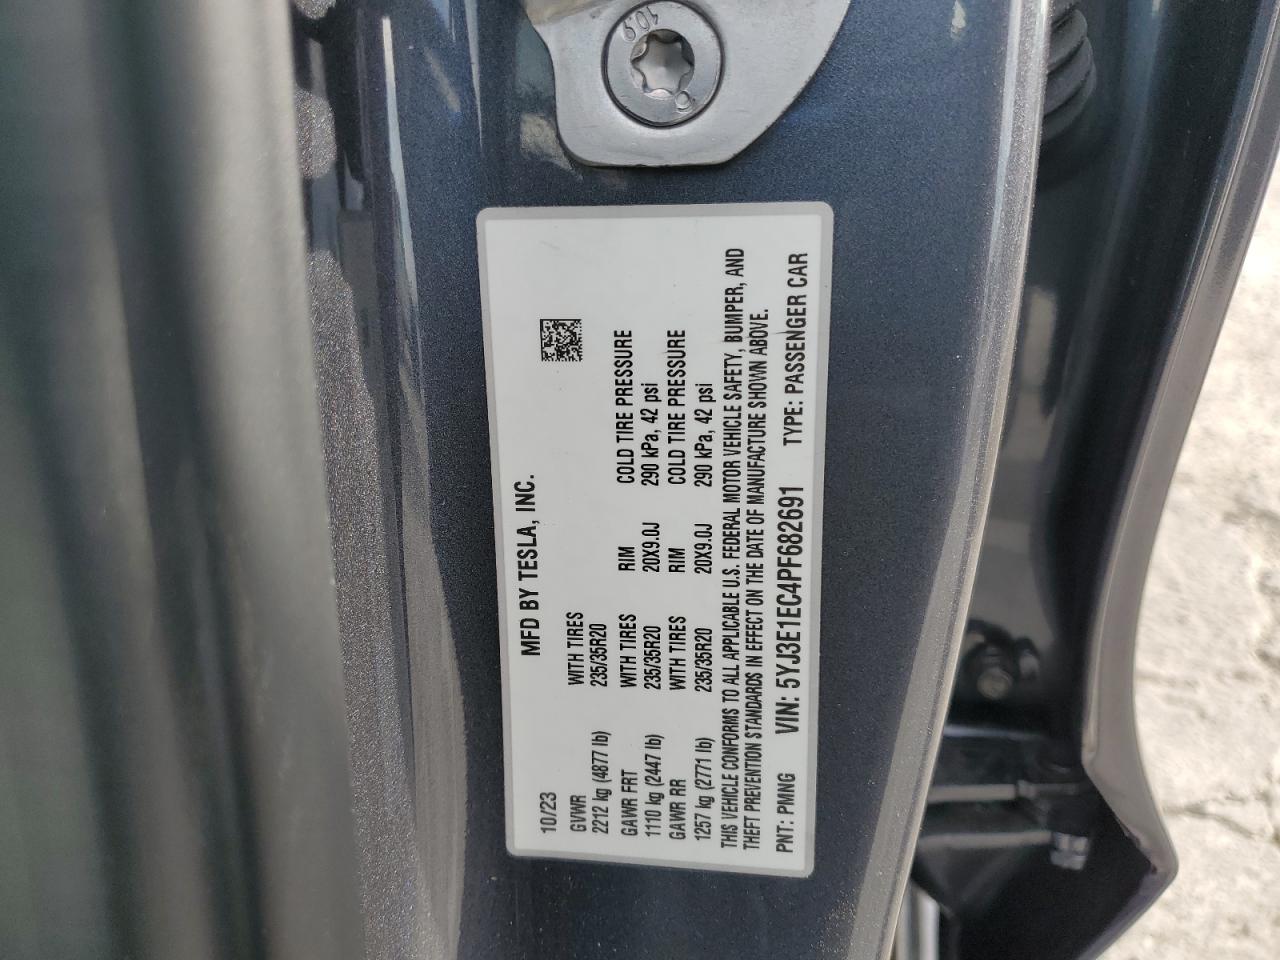 10.9
MFD BY TESLA, INC.
10/23
GVWR WITH TIRES
2212 kg (4877 lb) 235/35R20
GAWR FRT WITH TIRES RIM COLD TIRE PRESSURE
1110 kg (2447 lb) 235/35R20 20X9.0J 290 kPa, 42 psi
GAWR RR WITH TIRES RIM COLD TIRE PRESSURE
1257 kg (2771 lb) 235/35R20 20X9.0J 290 kPa, 42 psi
THIS VEHICLE CONFORMS TO ALL APPLICABLE U.S. FEDERAL MOTOR VEHICLE SAFETY, BUMPER, AND
THEFT PREVENTION STANDARDS IN EFFECT ON THE DATE OF MANUFACTURE SHOWN ABOVE.
PNT: PMNG VIN: 5YJ3E1EC4PF682691 TYPE: PASSENGER CAR